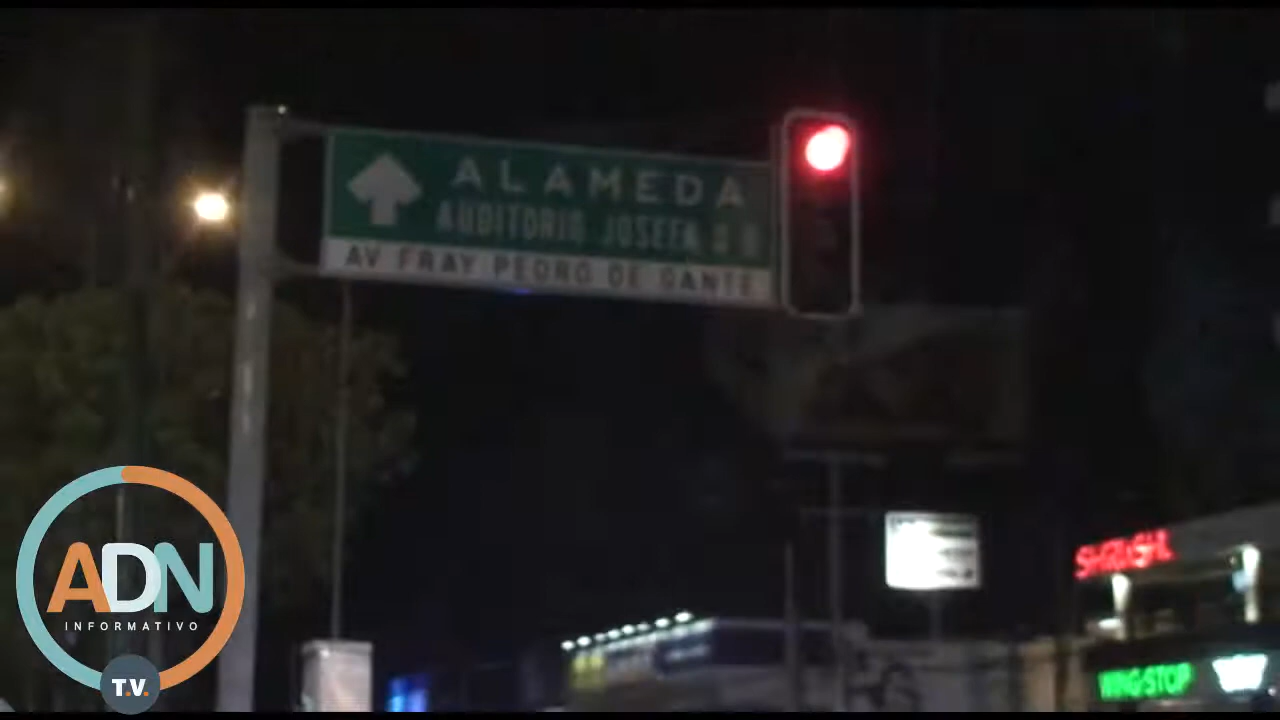 ALAMEDA
AUDITORIO JOSEFA O D
AV FRAY PEDRO DE GANTE
ADN
INFORMATIVO
T.V.
WING-STOP